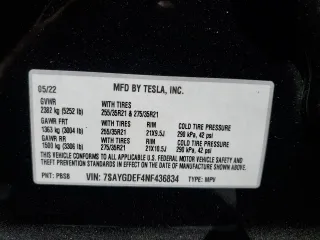 05/22
MFD BY TESLA, INC.
GVWR
2382 kg (5252 lb)
WITH TIRES
255/35R21 & 275/35R21
GAWR FRT
1363 kg (3004 lb)
WITH TIRES
255/35R21
RIM
21X9.5J
COLD TIRE PRESSURE
290 kPa, 42 psi
GAWR RR
1500 kg (3306 lb)
WITH TIRES
275/35R21
RIM
21X10.5J
COLD TIRE PRESSURE
290 kPa, 42 psi
THIS VEHICLE CONFORMS TO ALL APPLICABLE U.S. FEDERAL MOTOR VEHICLE SAFETY AND
THEFT PREVENTION STANDARDS IN EFFECT ON THE DATE OF MANUFACTURE SHOWN ABOVE.
PNT: PBSB
VIN: 7SAYGDEF4NF436834
TYPE: MPV